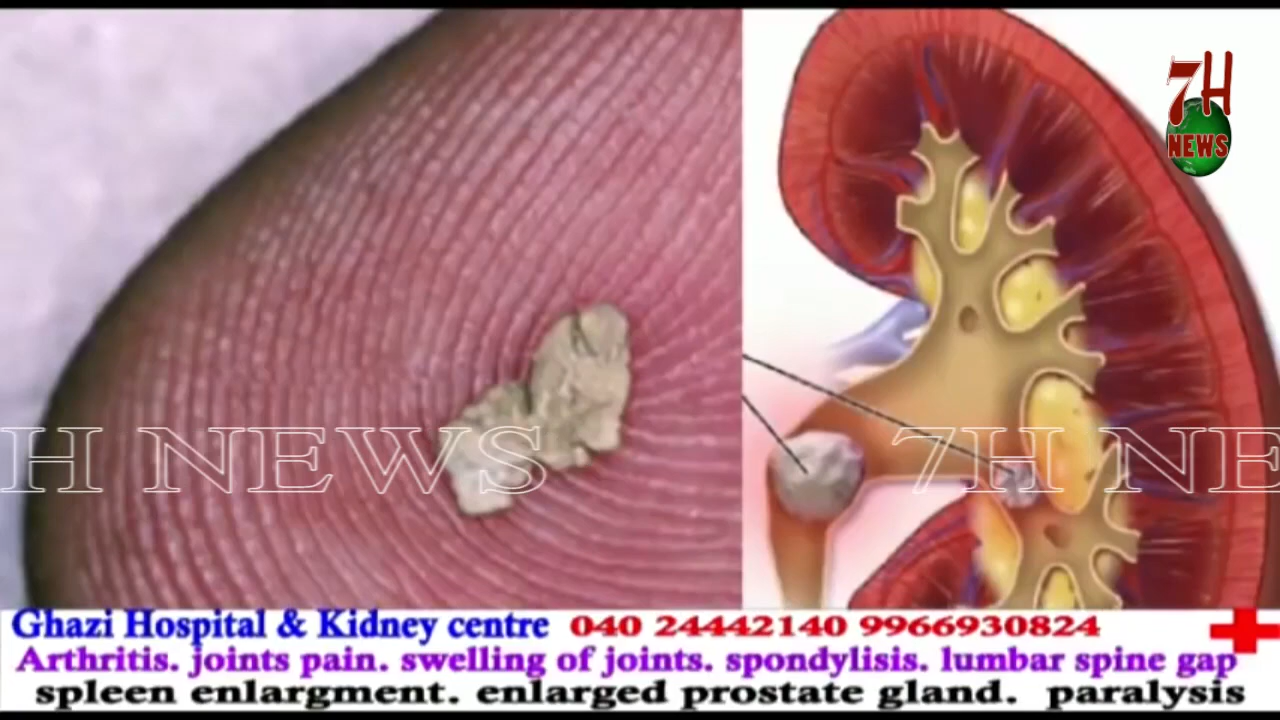 7H
NEWS
H NEWS
7H NE
Ghazi Hospital & Kidney centre 040 24442140 9966930824
Arthritis. joints pain. swelling of joints. spondylisis. lumbar spine gap
spleen enlargment. enlarged prostate gland. paralysis